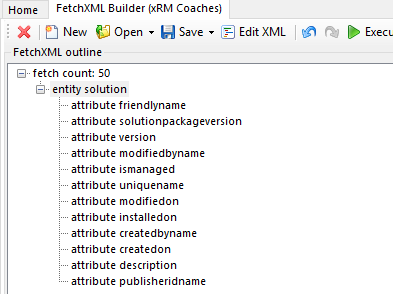 Home FetchXML Builder (xRM Coaches)
New Open Save Edit XML Execu
FetchXML outline
fetch count: 50
entity solution
attribute friendlyname
attribute solutionpackageversion
attribute version
attribute modifiedbyname
attribute ismanaged
attribute uniquename
attribute modifiedon
attribute installedon
attribute createdbyname
attribute createdon
attribute description
attribute publisheridname